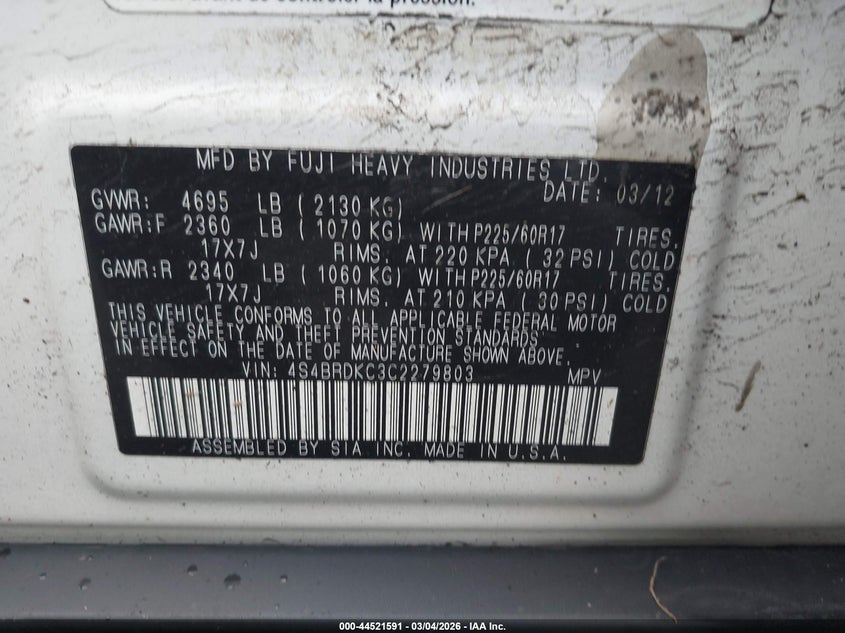 de contrôler la pression.
MFD BY FUJI HEAVY INDUSTRIES LTD.
DATE: 03/12
GVWR: 4695 LB ( 2130 KG)
GAWR:F 2360 LB ( 1070 KG) WITH P225/60R17 TIRES.
17X7J RIMS. AT 220 KPA ( 32 PSI) COLD
GAWR:R 2340 LB ( 1060 KG) WITH P225/60R17 TIRES.
17X7J RIMS. AT 210 KPA ( 30 PSI) COLD
THIS VEHICLE CONFORMS TO ALL APPLICABLE FEDERAL MOTOR
VEHICLE SAFETY AND THEFT PREVENTION STANDARDS
IN EFFECT ON THE DATE OF MANUFACTURE SHOWN ABOVE.
VIN: 4S4BRDKC3C2279803 MPV
ASSEMBLED BY SIA INC. MADE IN U.S.A.
000-44521591 - 03/04/2026 - IAA Inc.